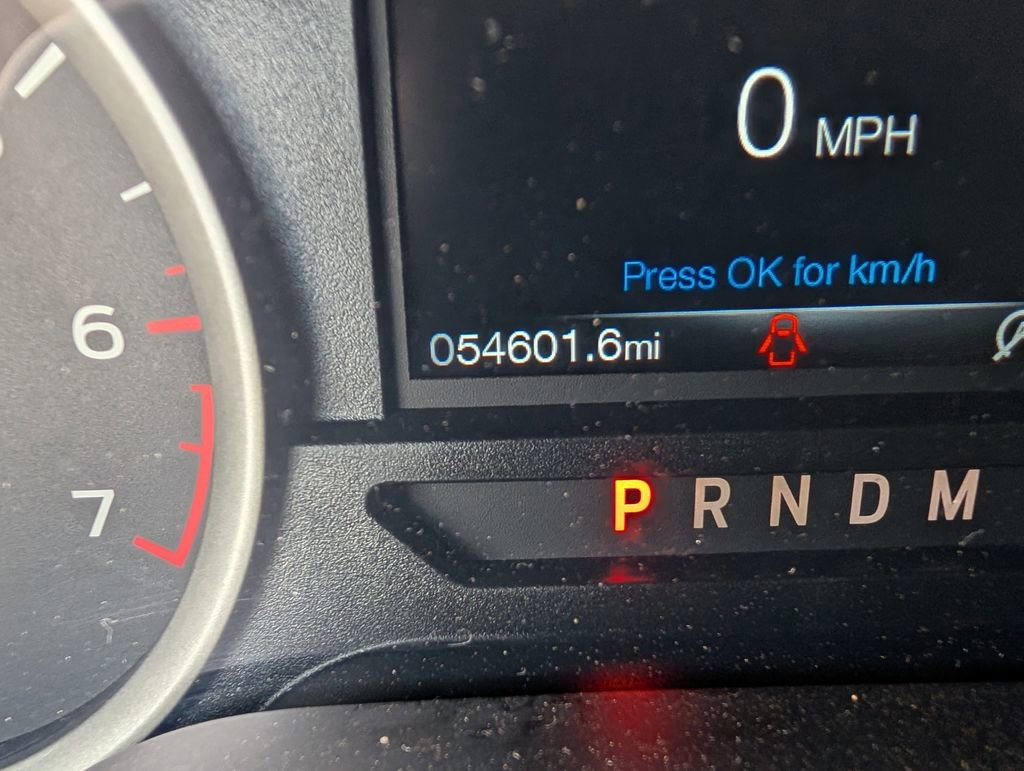 0 MPH
Press OK for km/h
054601.6mi
6
7
P R N D M